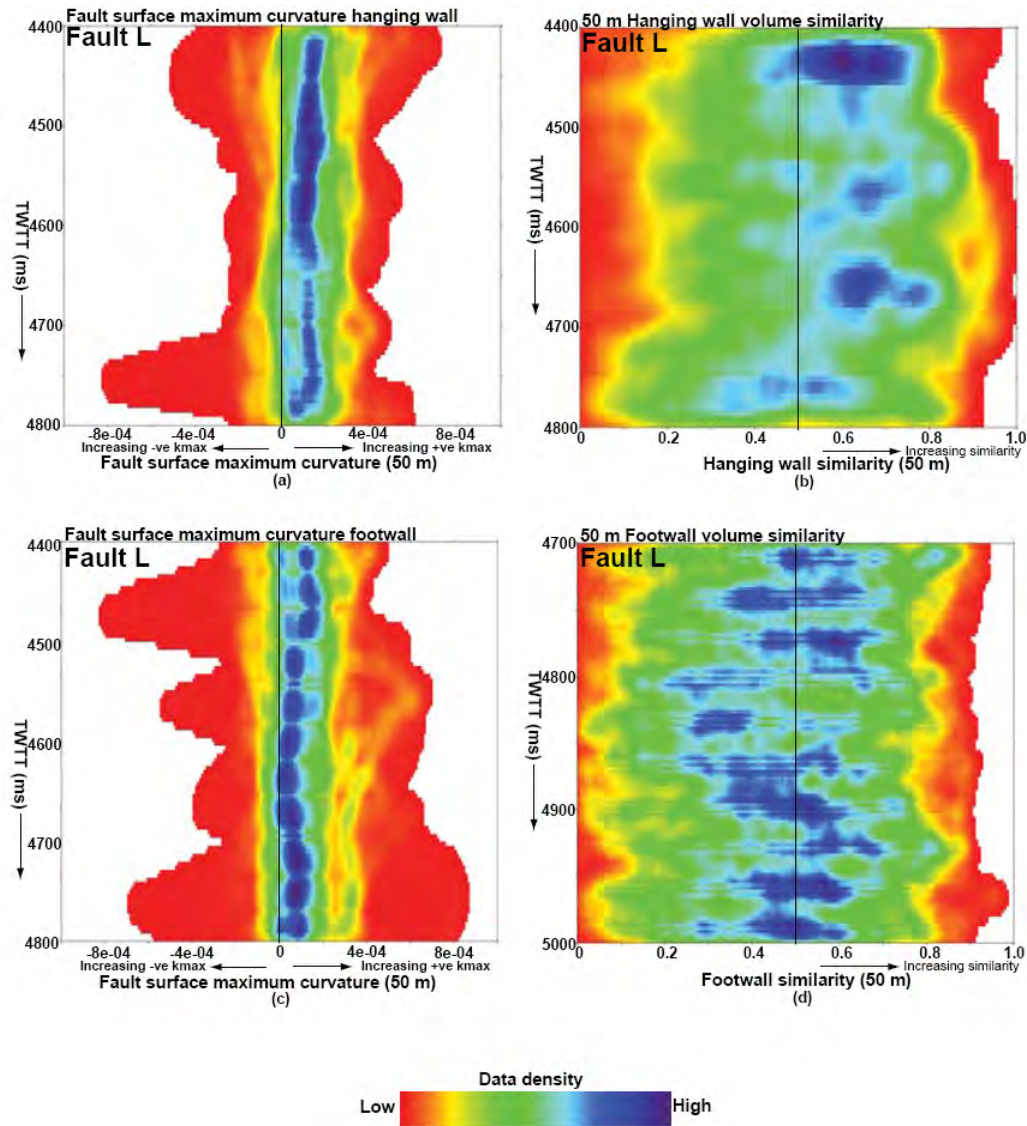 Fault surface maximum curvature hanging wall
Fault L
4400
4500
4600
4700
4800
TWTT (ms)
-8e-04 -4e-04 0 4e-04 8e-04
Increasing -ve kmax Increasing +ve kmax
Fault surface maximum curvature (50 m)
(a)
50 m Hanging wall volume similarity
Fault L
4400
4500
4600
4700
4800
TWTT (ms)
0 0.2 0.4 0.6 0.8 1.0
Increasing similarity
Hanging wall similarity (50 m)
(b)
Fault surface maximum curvature footwall
Fault L
4400
4500
4600
4700
4800
TWTT (ms)
-8e-04 -4e-04 0 4e-04 8e-04
Increasing -ve kmax Increasing +ve kmax
Fault surface maximum curvature (50 m)
(c)
50 m Footwall volume similarity
Fault L
4700
4800
4900
5000
TWTT (ms)
0 0.2 0.4 0.6 0.8 1.0
Increasing similarity
Footwall similarity (50 m)
(d)
Data density
Low High